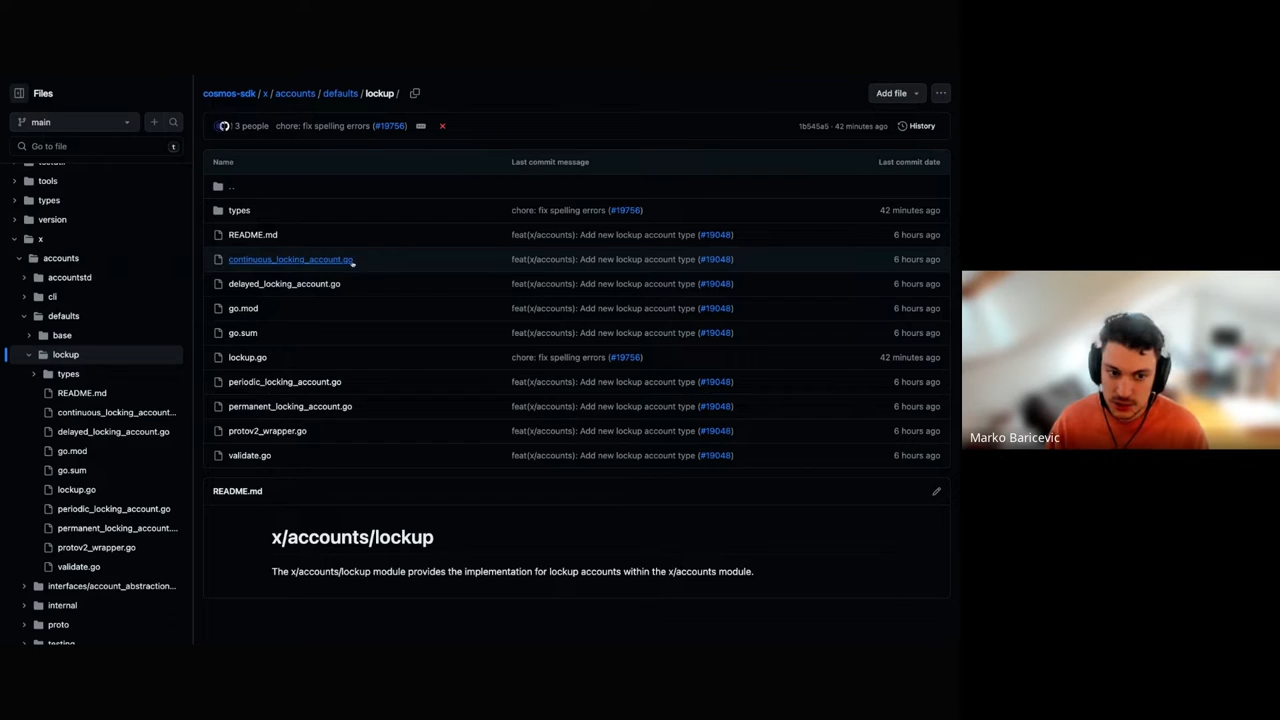 Files
main
Go to file
t
tools
types
version
x
accounts
accountstd
cli
defaults
base
lockup
types
README.md
continuous_locking_account...
delayed_locking_account.go
go.mod
go.sum
lockup.go
periodic_locking_account.go
permanent_locking_account....
protov2_wrapper.go
validate.go
interfaces/account_abstraction...
internal
proto
testing
cosmos-sdk / x / accounts / defaults / lockup /
Add file
3 people chore: fix spelling errors (#19756)
1b545a5 · 42 minutes ago
History
Name Last commit message Last commit date
..
types chore: fix spelling errors (#19756) 42 minutes ago
README.md feat(x/accounts): Add new lockup account type (#19048) 6 hours ago
continuous_locking_account.go feat(x/accounts): Add new lockup account type (#19048) 6 hours ago
delayed_locking_account.go feat(x/accounts): Add new lockup account type (#19048) 6 hours ago
go.mod feat(x/accounts): Add new lockup account type (#19048) 6 hours ago
go.sum feat(x/accounts): Add new lockup account type (#19048) 6 hours ago
lockup.go chore: fix spelling errors (#19756) 42 minutes ago
periodic_locking_account.go feat(x/accounts): Add new lockup account type (#19048) 6 hours ago
permanent_locking_account.go feat(x/accounts): Add new lockup account type (#19048) 6 hours ago
protov2_wrapper.go feat(x/accounts): Add new lockup account type (#19048) 6 hours ago
validate.go feat(x/accounts): Add new lockup account type (#19048) 6 hours ago
README.md
x/accounts/lockup
The x/accounts/lockup module provides the implementation for lockup accounts within the x/accounts module.
Marko Baricevic